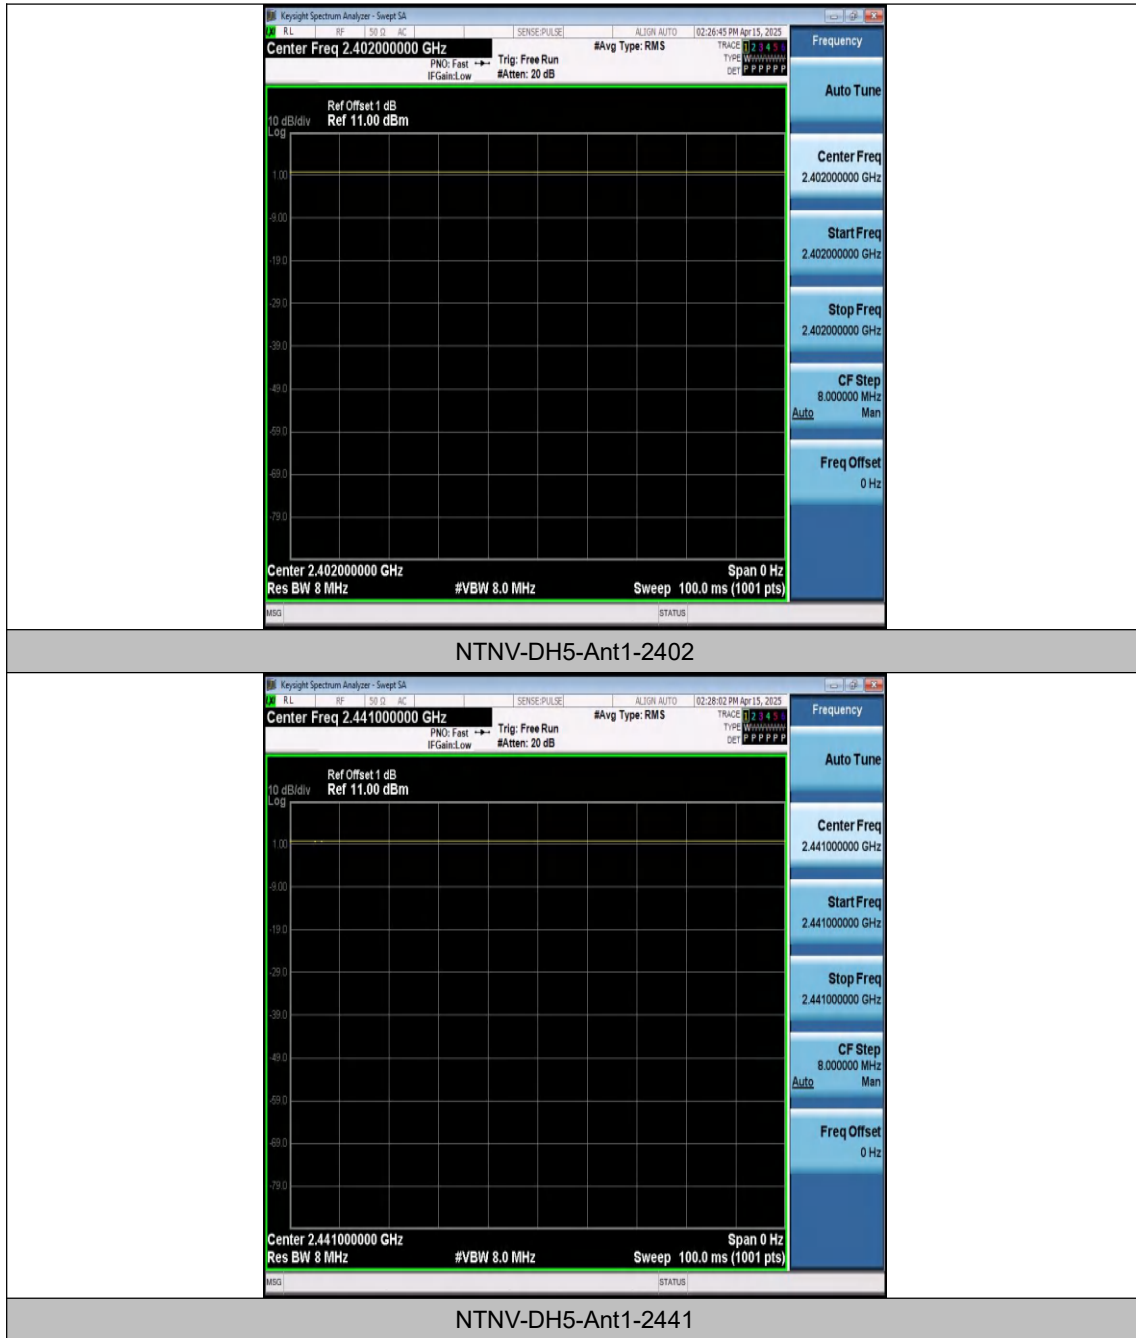 Keysight Spectrum Analyzer - Swept SA
RL RF 50 Ω AC SENSE:PULSE ALIGN AUTO 02:26:45 PM Apr 15, 2025
Center Freq 2.402000000 GHz
#Avg Type: RMS
TRACE 1 2 3 4 5 6
PNO: Fast Trig: Free Run
TYPE
IFGain:Low #Atten: 20 dB
DET P P P P P P
Frequency
Auto Tune
Ref Offset 1 dB
10 dB/div Ref 11.00 dBm
Log
1.00
-9.00
-19.0
-29.0
-39.0
-49.0
-59.0
-69.0
-79.0
Center Freq
2.402000000 GHz
Start Freq
2.402000000 GHz
Stop Freq
2.402000000 GHz
CF Step
8.000000 MHz
Auto Man
Freq Offset
0 Hz
Center 2.402000000 GHz Span 0 Hz
Res BW 8 MHz #VBW 8.0 MHz Sweep 100.0 ms (1001 pts)
MSG STATUS
NTNV-DH5-Ant1-2402
Keysight Spectrum Analyzer - Swept SA
RL RF 50 Ω AC SENSE:PULSE ALIGN AUTO 02:28:02 PM Apr 15, 2025
Center Freq 2.441000000 GHz
#Avg Type: RMS
TRACE 1 2 3 4 5 6
PNO: Fast Trig: Free Run
TYPE
IFGain:Low #Atten: 20 dB
DET P P P P P P
Frequency
Auto Tune
Ref Offset 1 dB
10 dB/div Ref 11.00 dBm
Log
1.00
-9.00
-19.0
-29.0
-39.0
-49.0
-59.0
-69.0
-79.0
Center Freq
2.441000000 GHz
Start Freq
2.441000000 GHz
Stop Freq
2.441000000 GHz
CF Step
8.000000 MHz
Auto Man
Freq Offset
0 Hz
Center 2.441000000 GHz Span 0 Hz
Res BW 8 MHz #VBW 8.0 MHz Sweep 100.0 ms (1001 pts)
MSG STATUS
NTNV-DH5-Ant1-2441